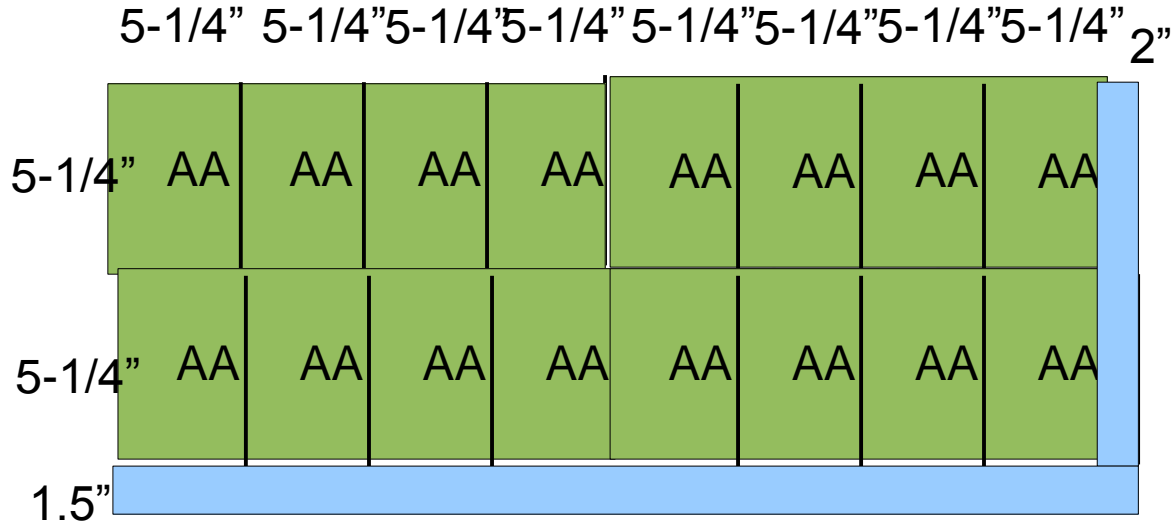 5-1/4” 5-1/4” 5-1/4” 5-1/4” 5-1/4” 5-1/4” 5-1/4” 5-1/4” 2”
5-1/4” AA AA AA AA AA AA AA AA
5-1/4” AA AA AA AA AA AA AA AA
1.5”